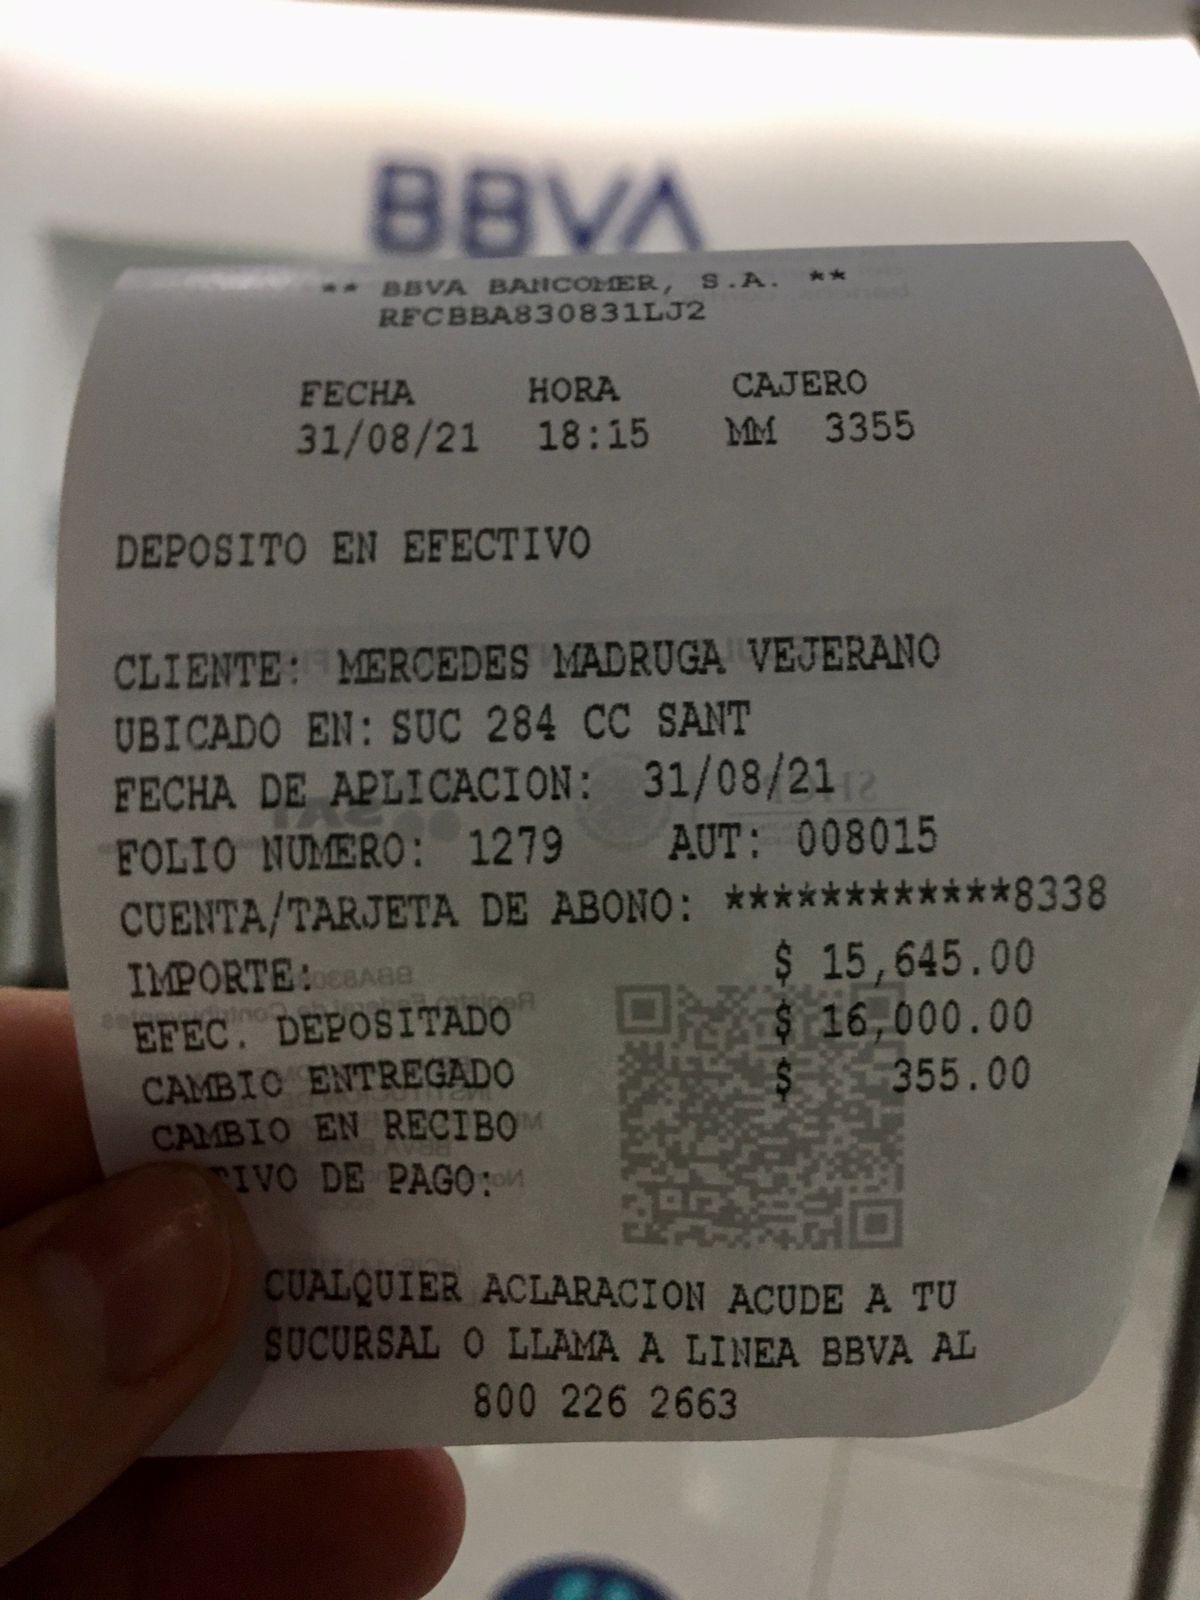 BBVA
** BBVA BANCOMER, S.A. **
RFCBBA830831LJ2
FECHA HORA CAJERO
31/08/21 18:15 MM 3355
DEPOSITO EN EFECTIVO
CLIENTE: MERCEDES MADRUGA VEJERANO
UBICADO EN: SUC 284 CC SANT
FECHA DE APLICACION: 31/08/21
FOLIO NUMERO: 1279 AUT: 008015
CUENTA/TARJETA DE ABONO: ************8338
IMPORTE: $ 15,645.00
EFEC. DEPOSITADO $ 16,000.00
CAMBIO ENTREGADO $ 355.00
CAMBIO EN RECIBO
TIVO DE PAGO:
CUALQUIER ACLARACION ACUDE A TU
SUCURSAL O LLAMA A LINEA BBVA AL
800 226 2663